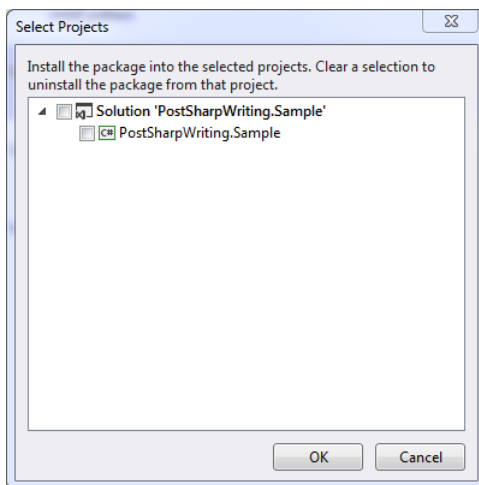 Select Projects
Install the package into the selected projects. Clear a selection to
uninstall the package from that project.
Solution 'PostSharpWriting.Sample'
C# PostSharpWriting.Sample
OK Cancel